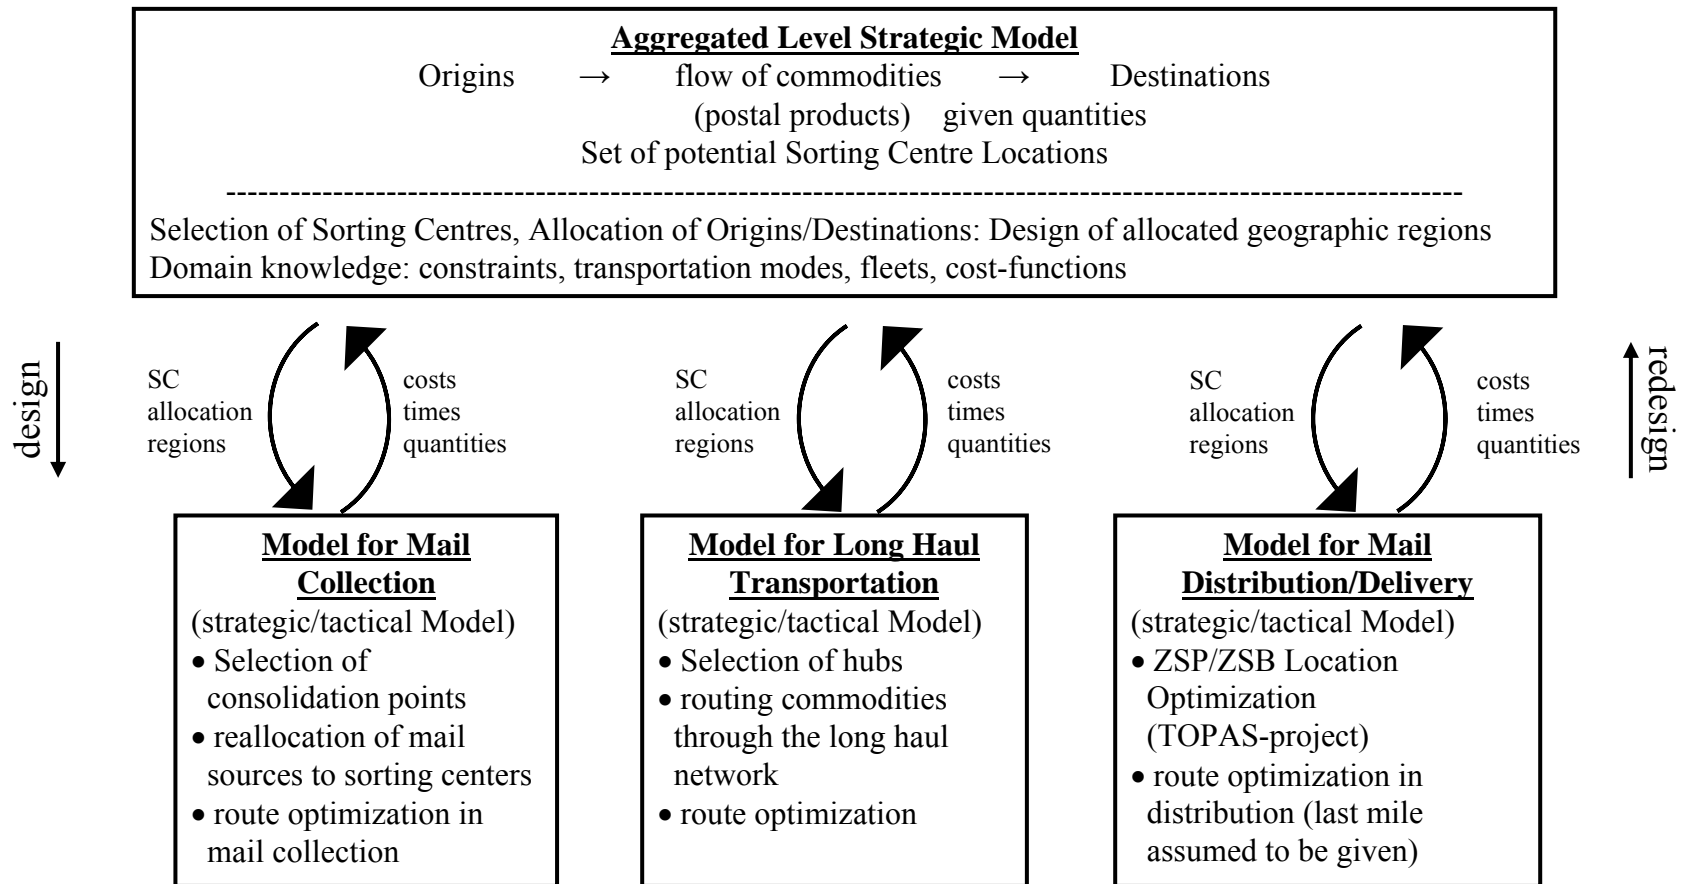 Aggregated Level Strategic Model
Origins → flow of commodities → Destinations
(postal products) given quantities
Set of potential Sorting Centre Locations
-----------------------------------------------------------------------------------------------------------------------
Selection of Sorting Centres, Allocation of Origins/Destinations: Design of allocated geographic regions
Domain knowledge: constraints, transportation modes, fleets, cost-functions
design
SC
allocation
regions
costs
times
quantities
SC
allocation
regions
costs
times
quantities
SC
allocation
regions
costs
times
quantities
redesign
Model for Mail
Collection
(strategic/tactical Model)
• Selection of
consolidation points
• reallocation of mail
sources to sorting centers
• route optimization in
mail collection
Model for Long Haul
Transportation
(strategic/tactical Model)
• Selection of hubs
• routing commodities
through the long haul
network
• route optimization
Model for Mail
Distribution/Delivery
(strategic/tactical Model)
• ZSP/ZSB Location
Optimization
(TOPAS-project)
• route optimization in
distribution (last mile
assumed to be given)